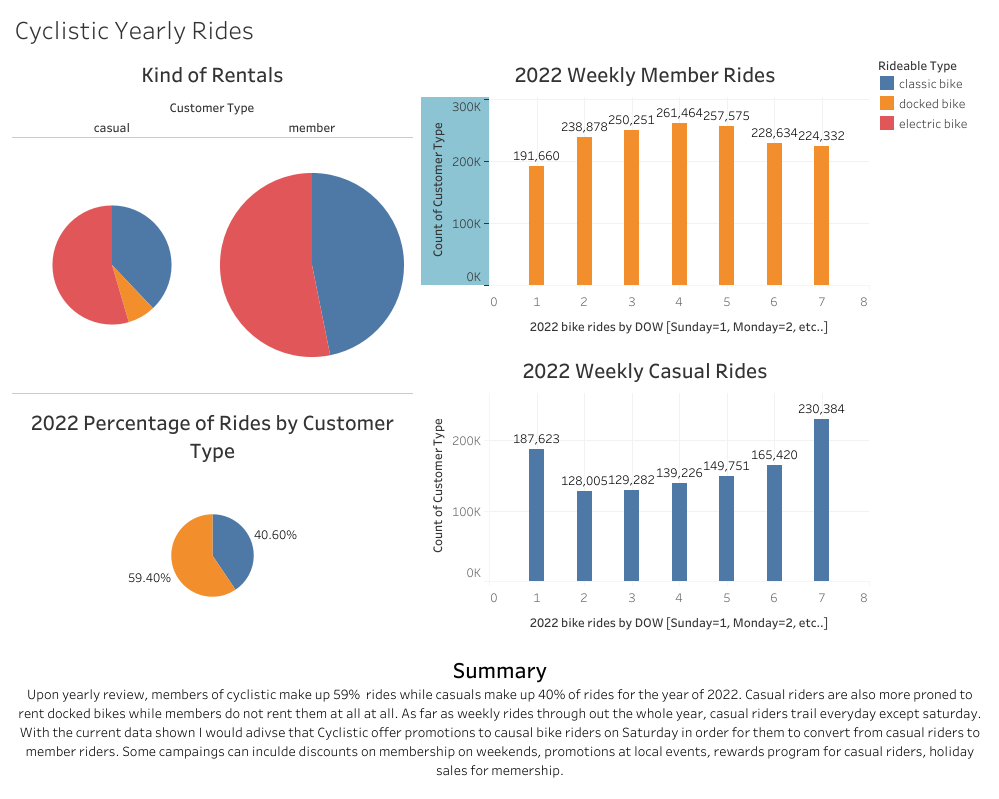 Cyclistic Yearly Rides
Kind of Rentals
Customer Type
casual
member
2022 Weekly Member Rides
Rideable Type
classic bike
docked bike
electric bike
Count of Customer Type
300K
200K
100K
0K
191,660
238,878
250,251
261,464
257,575
228,634
224,332
0 1 2 3 4 5 6 7 8
2022 bike rides by DOW [Sunday=1, Monday=2, etc..]
2022 Percentage of Rides by Customer
Type
40.60%
59.40%
2022 Weekly Casual Rides
Count of Customer Type
200K
100K
0K
187,623
128,005
129,282
139,226
149,751
165,420
230,384
0 1 2 3 4 5 6 7 8
2022 bike rides by DOW [Sunday=1, Monday=2, etc..]
Summary
Upon yearly review, members of cyclistic make up 59% rides while casuals make up 40% of rides for the year of 2022. Casual riders are also more proned to
rent docked bikes while members do not rent them at all at all. As far as weekly rides through out the whole year, casual riders trail everyday except saturday.
With the current data shown I would adivse that Cyclistic offer promotions to causal bike riders on Saturday in order for them to convert from casual riders to
member riders. Some campaings can inculde discounts on membership on weekends, promotions at local events, rewards program for casual riders, holiday
sales for memership.